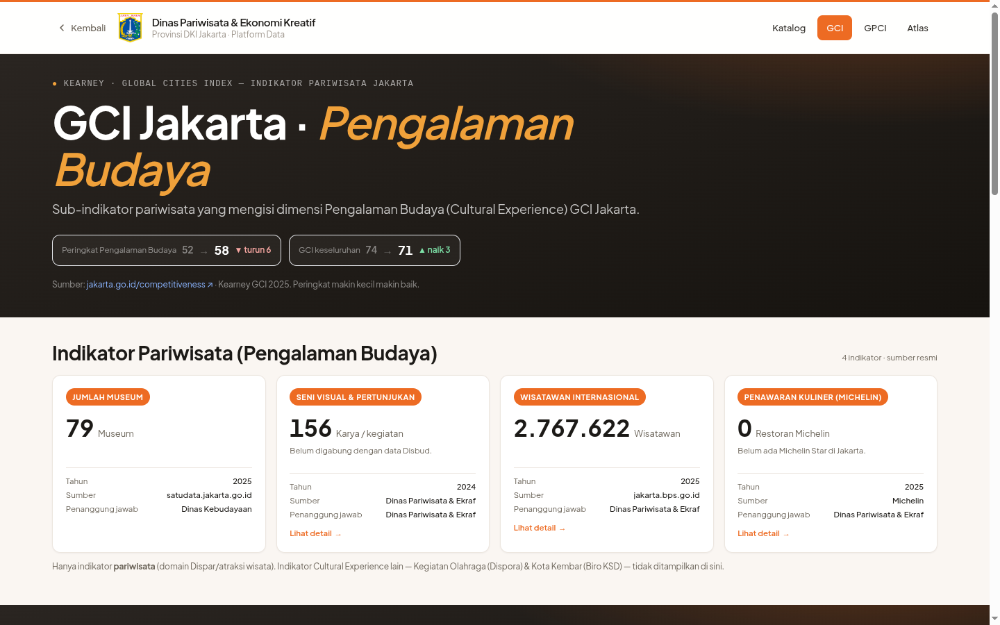 Kembali
Dinas Pariwisata & Ekonomi Kreatif
Provinsi DKI Jakarta · Platform Data
Katalog
GCI
GPCI
Atlas
● KEARNEY · GLOBAL CITIES INDEX — INDIKATOR PARIWISATA JAKARTA
GCI Jakarta · Pengalaman
Budaya
Sub-indikator pariwisata yang mengisi dimensi Pengalaman Budaya (Cultural Experience) GCI Jakarta.
Peringkat Pengalaman Budaya 52 → 58 ▼ turun 6
GCI keseluruhan 74 → 71 ▲ naik 3
Sumber: jakarta.go.id/competitiveness ↗ · Kearney GCI 2025. Peringkat makin kecil makin baik.
Indikator Pariwisata (Pengalaman Budaya)
4 indikator · sumber resmi
JUMLAH MUSEUM
79 Museum
Tahun 2025
Sumber satudata.jakarta.go.id
Penanggung jawab Dinas Kebudayaan
SENI VISUAL & PERTUNJUKAN
156 Karya / kegiatan
Belum digabung dengan data Disbud.
Tahun 2024
Sumber Dinas Pariwisata & Ekraf
Penanggung jawab Dinas Pariwisata & Ekraf
Lihat detail →
WISATAWAN INTERNASIONAL
2.767.622 Wisatawan
Tahun 2025
Sumber jakarta.bps.go.id
Penanggung jawab Dinas Pariwisata & Ekraf
Lihat detail →
PENAWARAN KULINER (MICHELIN)
0 Restoran Michelin
Belum ada Michelin Star di Jakarta.
Tahun 2025
Sumber Michelin
Penanggung jawab Dinas Pariwisata & Ekraf
Lihat detail →
Hanya indikator pariwisata (domain Dispar/atraksi wisata). Indikator Cultural Experience lain — Kegiatan Olahraga (Dispora) & Kota Kembar (Biro KSD) — tidak ditampilkan di sini.